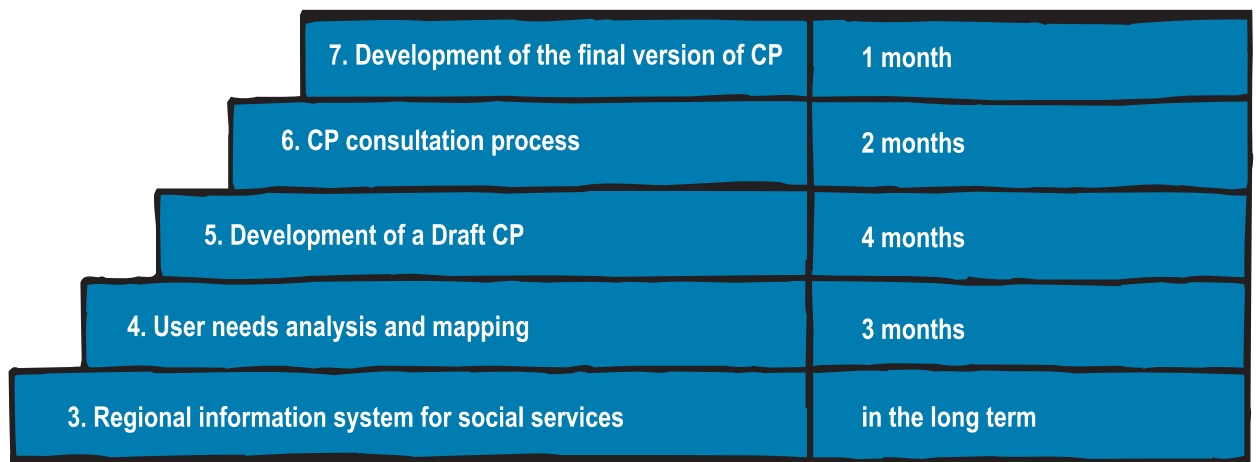 7. Development of the final version of CP 1 month
6. CP consultation process 2 months
5. Development of a Draft CP 4 months
4. User needs analysis and mapping 3 months
3. Regional information system for social services in the long term